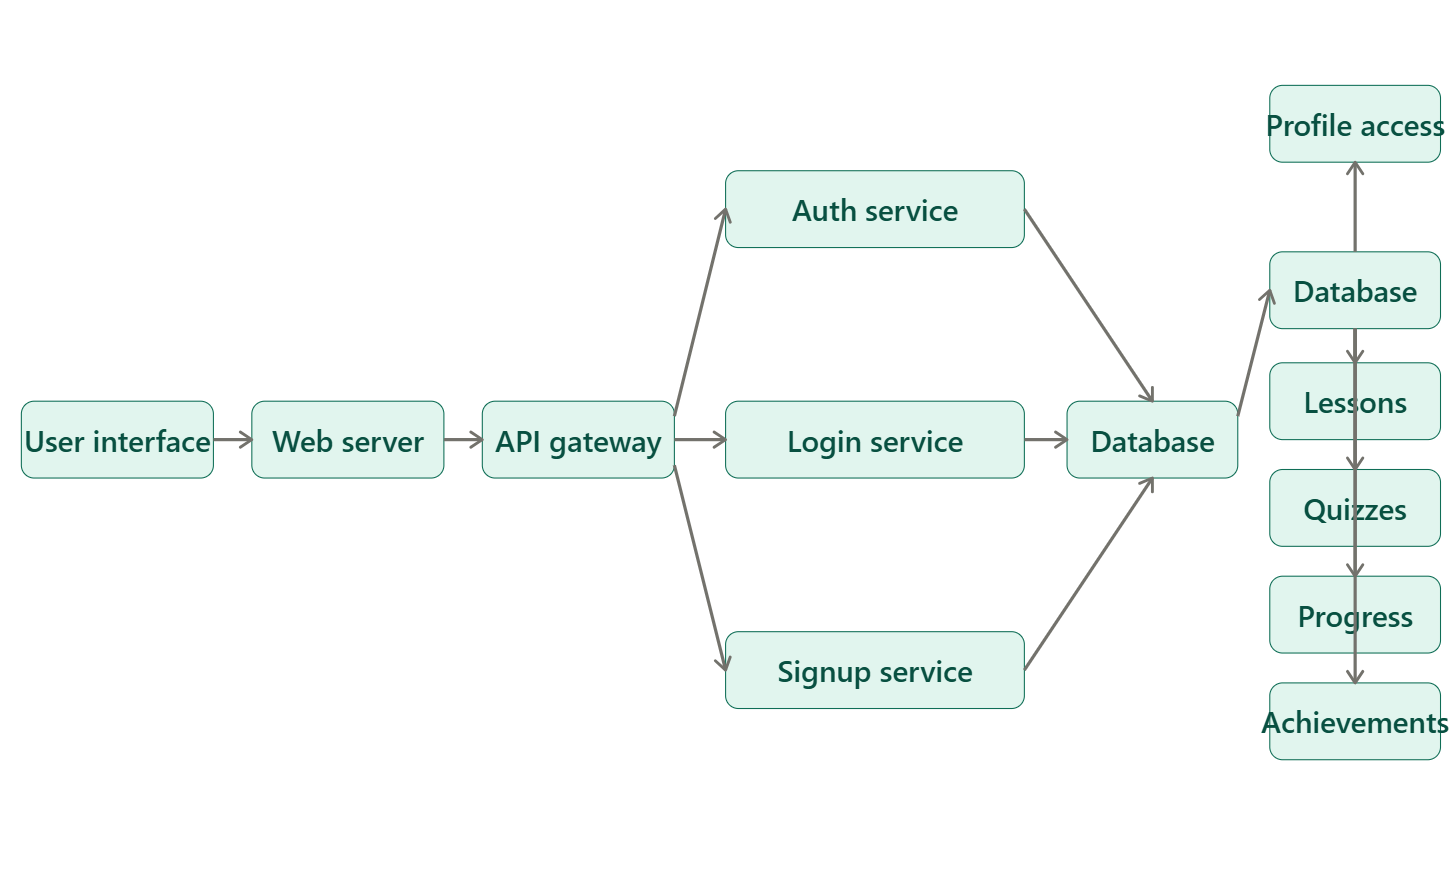 User interface
Web server
API gateway
Auth service
Login service
Signup service
Database
Profile access
Database
Lessons
Quizzes
Progress
Achievements